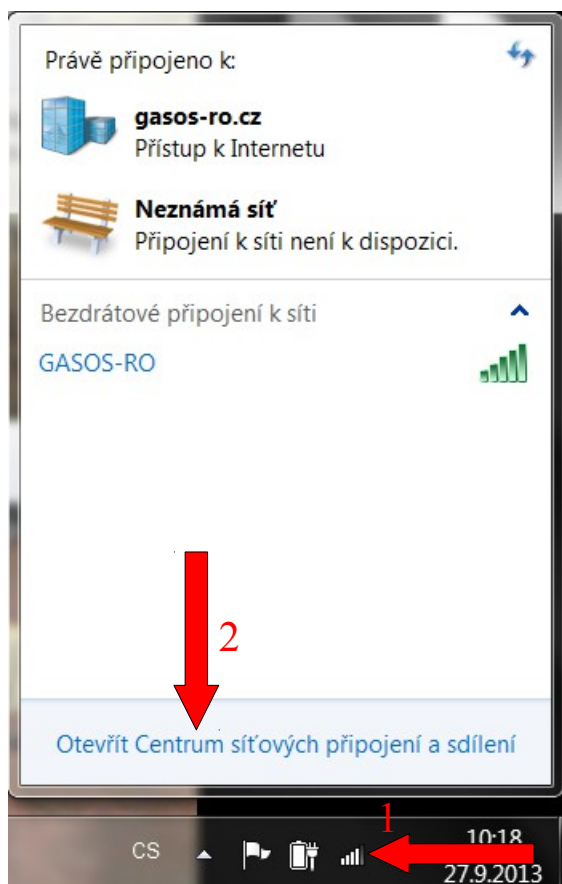 Právě připojeno k:
gasos-ro.cz
Přístup k Internetu
Neznámá síť
Připojení k síti není k dispozici.
Bezdrátové připojení k síti
GASOS-RO
2
Otevřít Centrum síťových připojení a sdílení
1
CS
10:18
27.9.2013